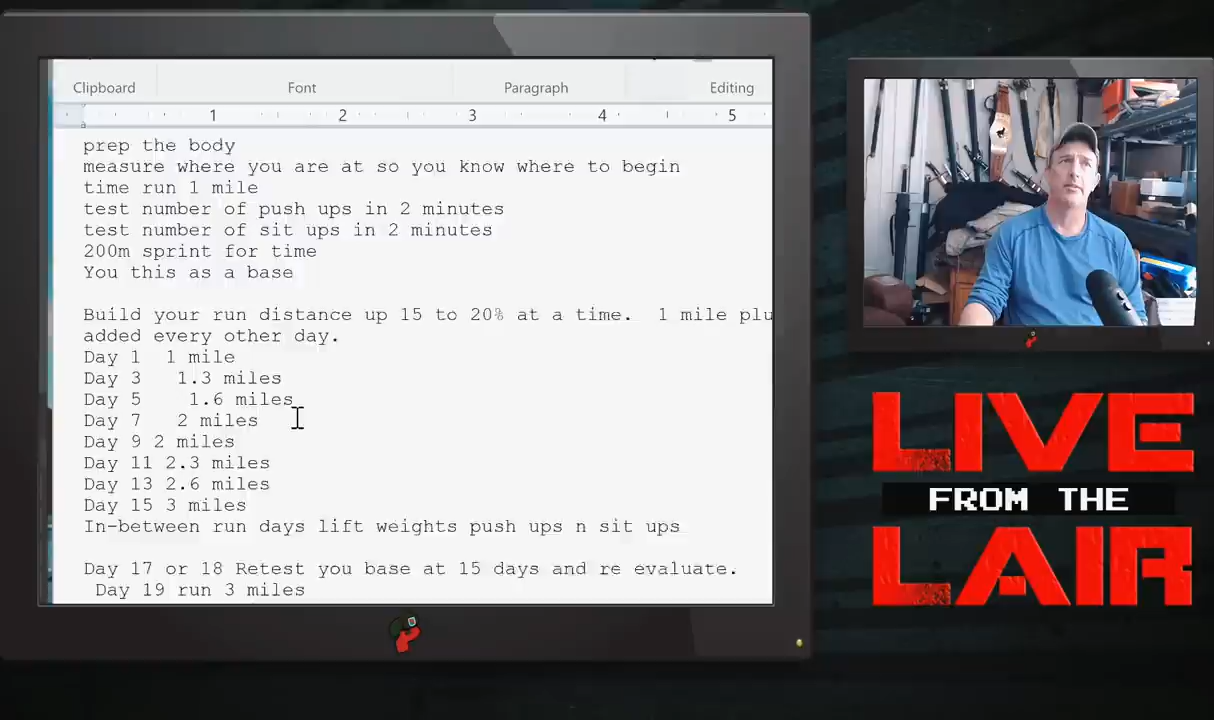 Clipboard
Font
Paragraph
Editing
1
2
3
4
5
prep the body
measure where you are at so you know where to begin
time run 1 mile
test number of push ups in 2 minutes
test number of sit ups in 2 minutes
200m sprint for time
You this as a base
Build your run distance up 15 to 20% at a time. 1 mile plu
added every other day.
Day 1 1 mile
Day 3 1.3 miles
Day 5 1.6 miles
Day 7 2 miles
Day 9 2 miles
Day 11 2.3 miles
Day 13 2.6 miles
Day 15 3 miles
In-between run days lift weights push ups n sit ups
Day 17 or 18 Retest you base at 15 days and re evaluate.
Day 19 run 3 miles
LIVE
FROM THE
LAIR